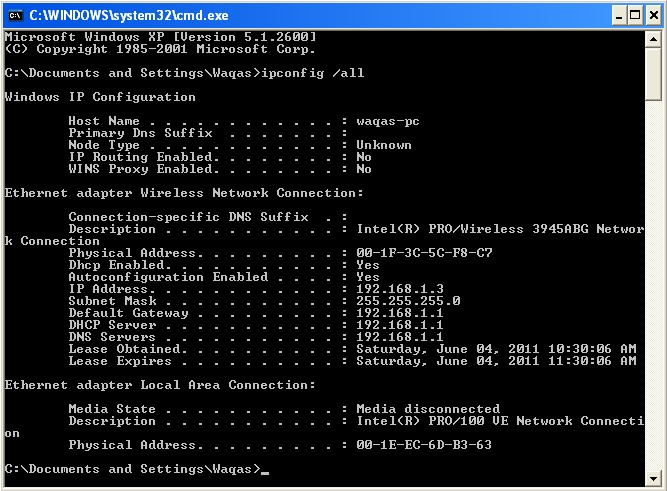 C:\WINDOWS\system32\cmd.exe
Microsoft Windows XP [Version 5.1.2600]
(C) Copyright 1985-2001 Microsoft Corp.
C:\Documents and Settings\Waqas>ipconfig /all
Windows IP Configuration
Host Name . . . . . . . . . . . . : waqas-pc
Primary Dns Suffix  . . . . . . . :
Node Type . . . . . . . . . . . . : Unknown
IP Routing Enabled. . . . . . . . : No
WINS Proxy Enabled. . . . . . . . : No
Ethernet adapter Wireless Network Connection:
Connection-specific DNS Suffix  . :
Description . . . . . . . . . . . : Intel(R) PRO/Wireless 3945ABG Networ
k Connection
Physical Address. . . . . . . . . : 00-1F-3C-5C-F8-C7
Dhcp Enabled. . . . . . . . . . . : Yes
Autoconfiguration Enabled . . . . : Yes
IP Address. . . . . . . . . . . . : 192.168.1.3
Subnet Mask . . . . . . . . . . . : 255.255.255.0
Default Gateway . . . . . . . . . : 192.168.1.1
DHCP Server . . . . . . . . . . . : 192.168.1.1
DNS Servers . . . . . . . . . . . : 192.168.1.1
Lease Obtained. . . . . . . . . . : Saturday, June 04, 2011 10:30:06 AM
Lease Expires . . . . . . . . . . : Saturday, June 04, 2011 11:30:06 AM
Ethernet adapter Local Area Connection:
Media State . . . . . . . . . . . : Media disconnected
Description . . . . . . . . . . . : Intel(R) PRO/100 VE Network Connecti
on
Physical Address. . . . . . . . . : 00-1E-EC-6D-B3-63
C:\Documents and Settings\Waqas>_